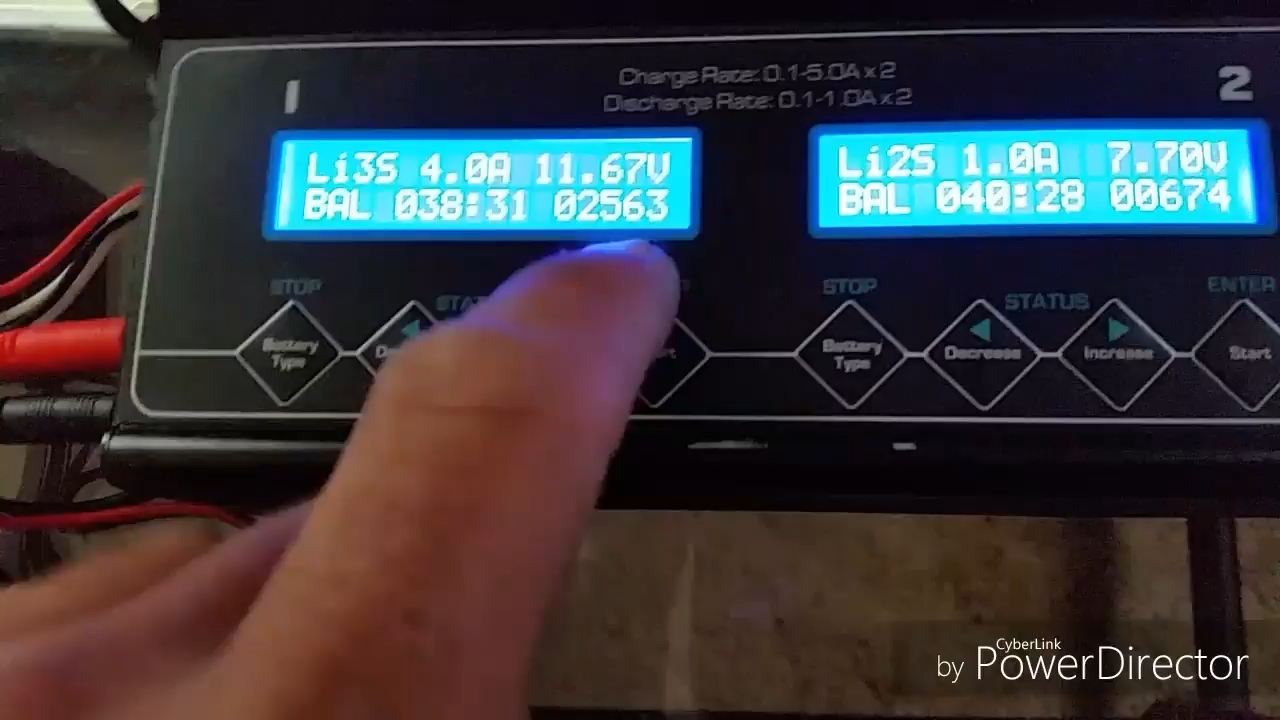 1
Charge Rate: 0.1-5.0A x 2
Discharge Rate: 0.1-1.0A x 2
2
Li3S 4.0A 11.67V
BAL 038:31 02563
Li2S 1.0A 7.70V
BAL 040:28 00674
STOP
STOP
STATUS
ENTER
Battery
Type
Battery
Type
Decrease
Increase
Start
CyberLink
by PowerDirector